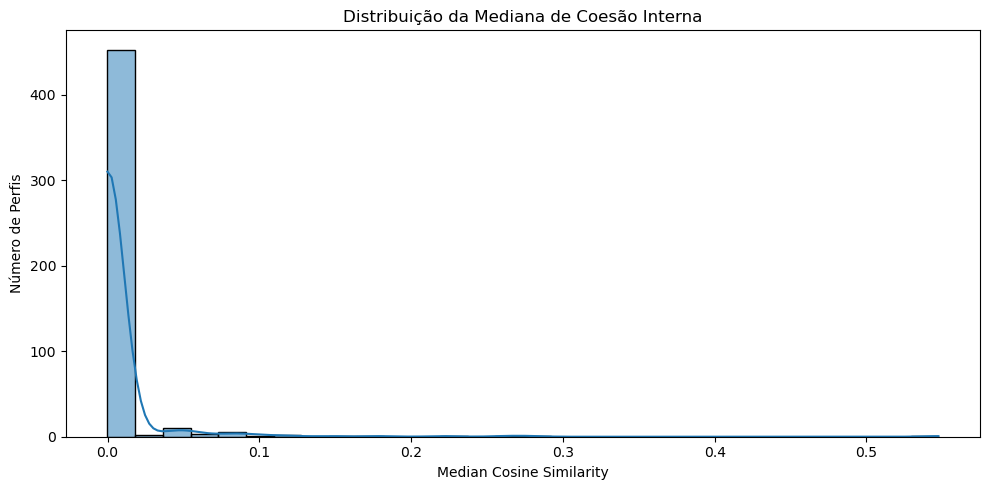 Distribuição da Mediana de Coesão Interna
Número de Perfis
400
300
200
100
0
0.0 0.1 0.2 0.3 0.4 0.5
Median Cosine Similarity